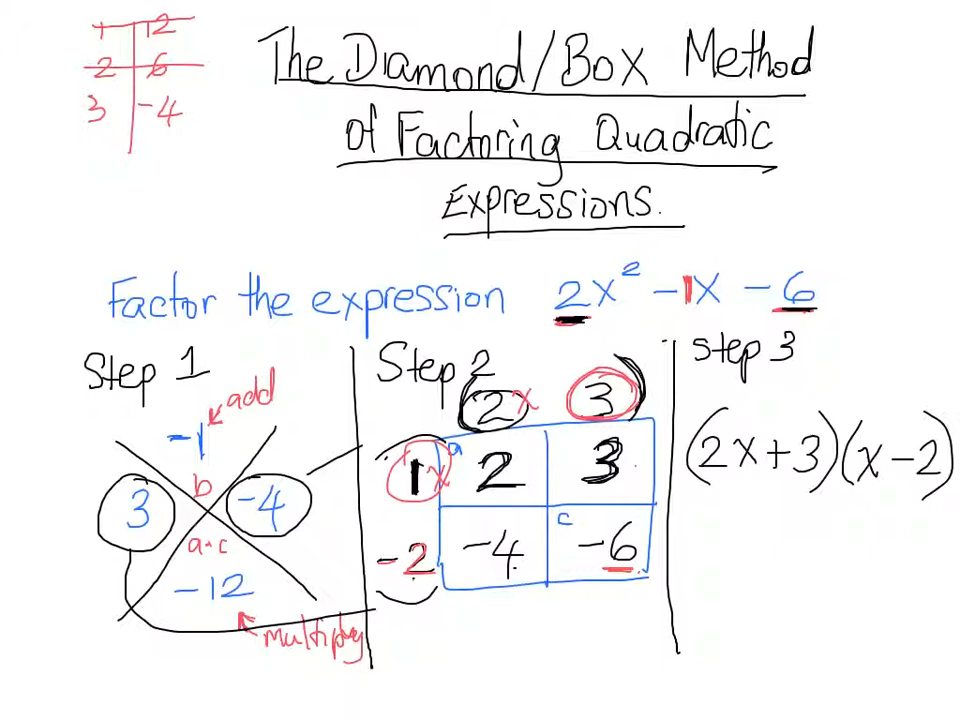 1 12
2 6
3 -4
The Diamond/Box Method
of Factoring Quadratic
Expressions.
Factor the expression 2x² -1x -6
Step 1
add
-1
b
3 -4
a·c
-12
multiply
Step 2
2x 3
1x a 2 3
-2 -4 c -6
Step 3
(2x+3)(x-2)